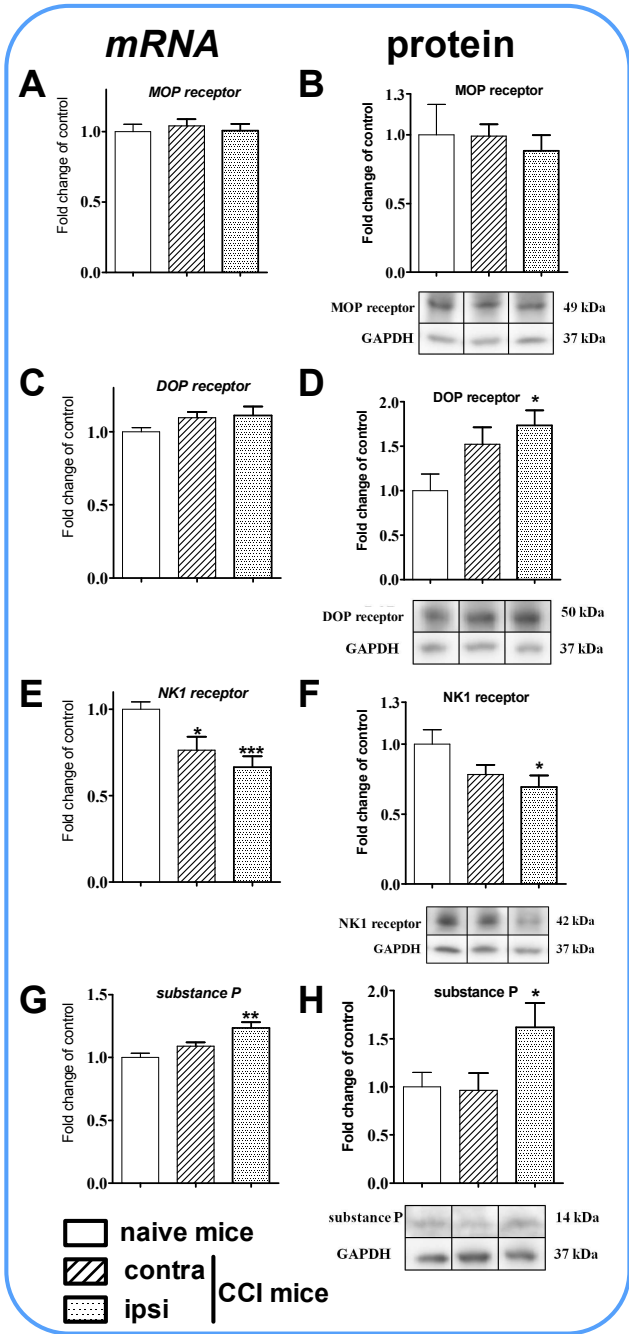 mRNA
protein
A
MOP receptor
Fold change of control
1.0
0.5
0.0
B
MOP receptor
Fold change of control
1.3
1.0
0.5
0.0
MOP receptor 49 kDa
GAPDH 37 kDa
C
DOP receptor
Fold change of control
1.0
0.5
0.0
D
DOP receptor
Fold change of control
2.0
1.5
1.0
0.5
0.0
*
DOP receptor 50 kDa
GAPDH 37 kDa
E
NK1 receptor
Fold change of control
1.0
0.5
0.0
*
***
F
NK1 receptor
Fold change of control
1.3
1.0
0.5
0.0
*
NK1 receptor 42 kDa
GAPDH 37 kDa
G
substance P
Fold change of control
1.5
1.0
0.5
0.0
**
H
substance P
Fold change of control
2.0
1.5
1.0
0.5
0.0
*
substance P 14 kDa
GAPDH 37 kDa
naive mice
contra
ipsi
CCI mice